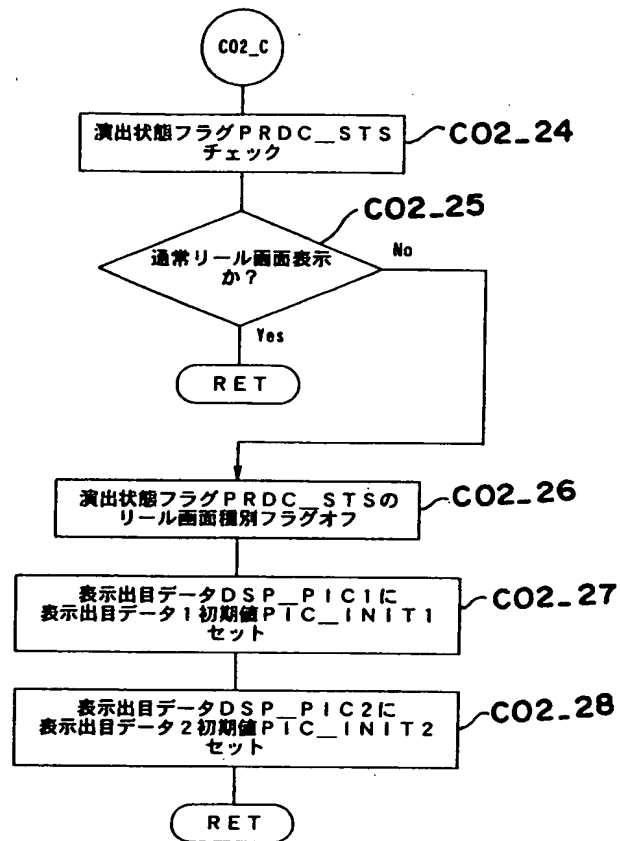 C02_C
演出状態フラグPRDC__STS
チェック
C02_24
C02_25
通常リール画面表示
か?
No
Yes
RET
演出状態フラグPRDC__STSの
リール画面種別フラグオフ
C02_26
表示出目データDSP__PIC1に
表示出目データ1初期値PIC__INIT1
セット
C02_27
表示出目データDSP__PIC2に
表示出目データ2初期値PIC__INIT2
セット
C02_28
RET